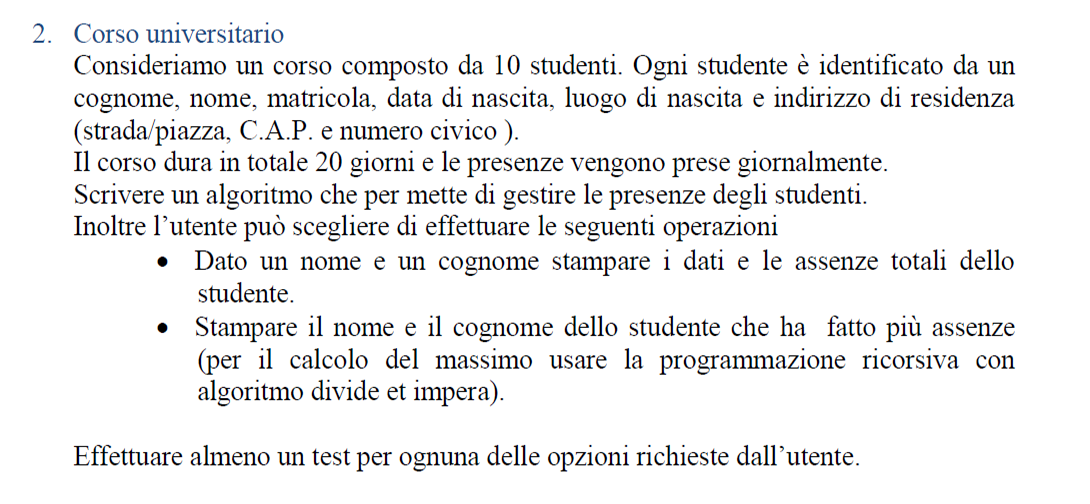 2. Corso universitario
Consideriamo un corso composto da 10 studenti. Ogni studente è identificato da un
cognome, nome, matricola, data di nascita, luogo di nascita e indirizzo di residenza
(strada/piazza, C.A.P. e numero civico ).
Il corso dura in totale 20 giorni e le presenze vengono prese giornalmente.
Scrivere un algoritmo che per mette di gestire le presenze degli studenti.
Inoltre l’utente può scegliere di effettuare le seguenti operazioni
• Dato un nome e un cognome stampare i dati e le assenze totali dello
studente.
• Stampare il nome e il cognome dello studente che ha fatto più assenze
(per il calcolo del massimo usare la programmazione ricorsiva con
algoritmo divide et impera).
Effettuare almeno un test per ognuna delle opzioni richieste dall’utente.